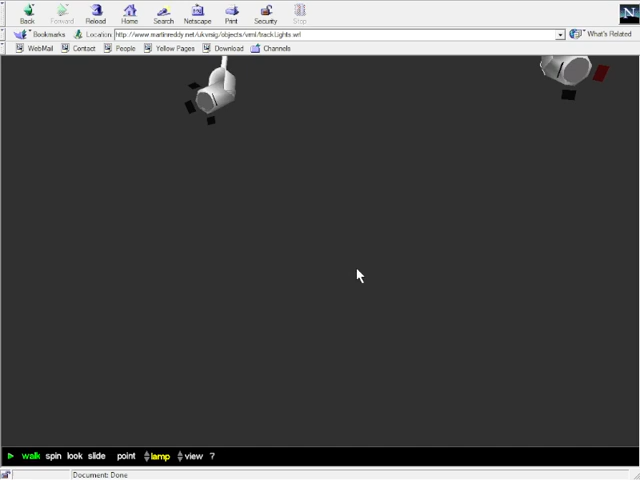 Back Forward Reload Home Search Netscape Print Security Stop
Bookmarks Location: http://www.martinreddy.net/ukvrsig/objects/vrml/trackLights.wrl What's Related
WebMail Contact People Yellow Pages Download Channels
N
walk spin look slide point lamp view ?
Document: Done